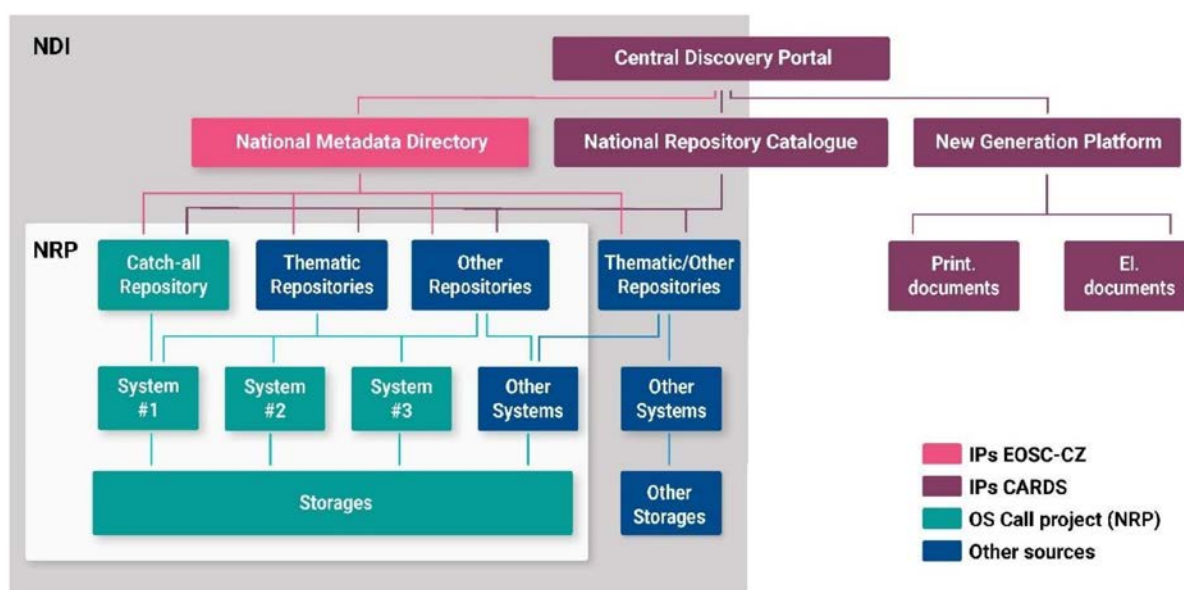 NDI
Central Discovery Portal
National Metadata Directory
National Repository Catalogue
New Generation Platform
NRP
Catch-all
Repository
Thematic
Repositories
Other
Repositories
Thematic/Other
Repositories
Print.
documents
El.
documents
System
#1
System
#2
System
#3
Other
Systems
Other
Systems
Storages
Other
Storages
IPs EOSC-CZ
IPs CARDS
OS Call project (NRP)
Other sources